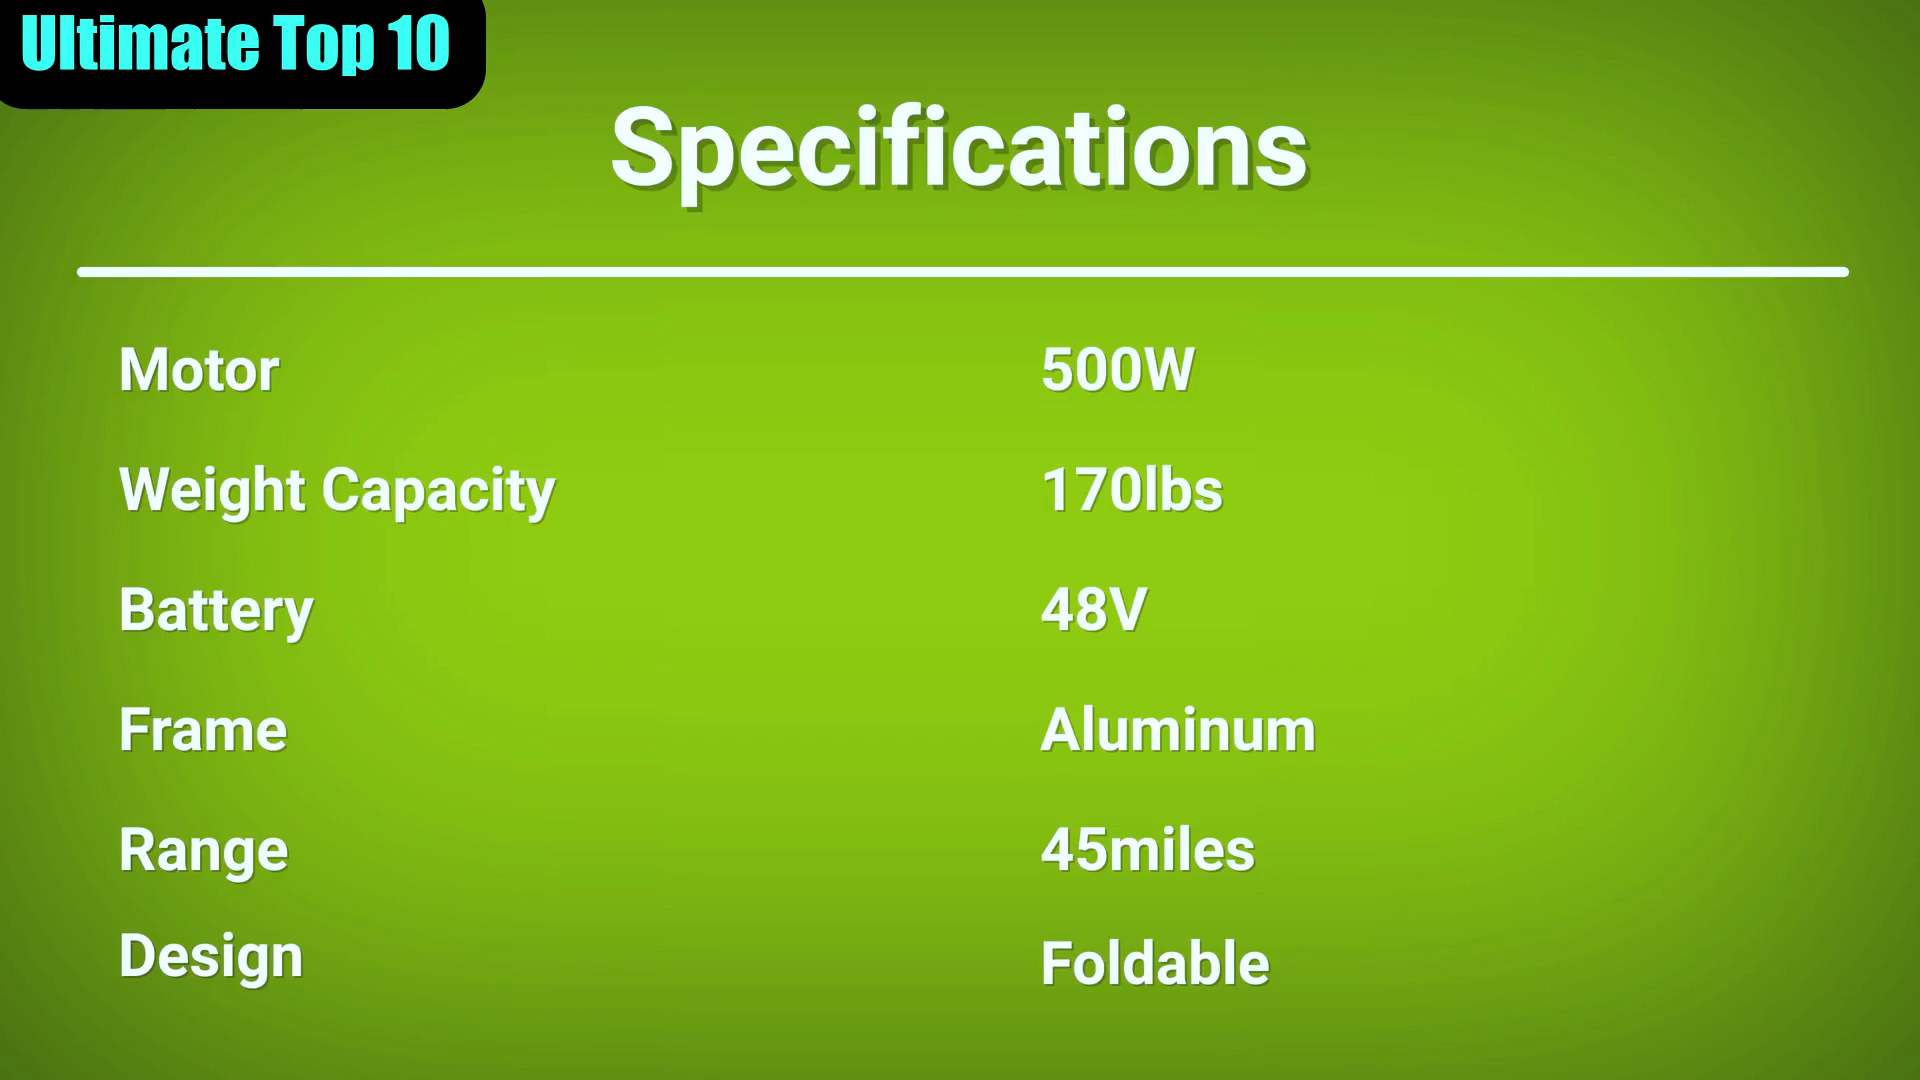 Ultimate Top 10
Specifications
Motor 500W
Weight Capacity 170lbs
Battery 48V
Frame Aluminum
Range 45miles
Design Foldable